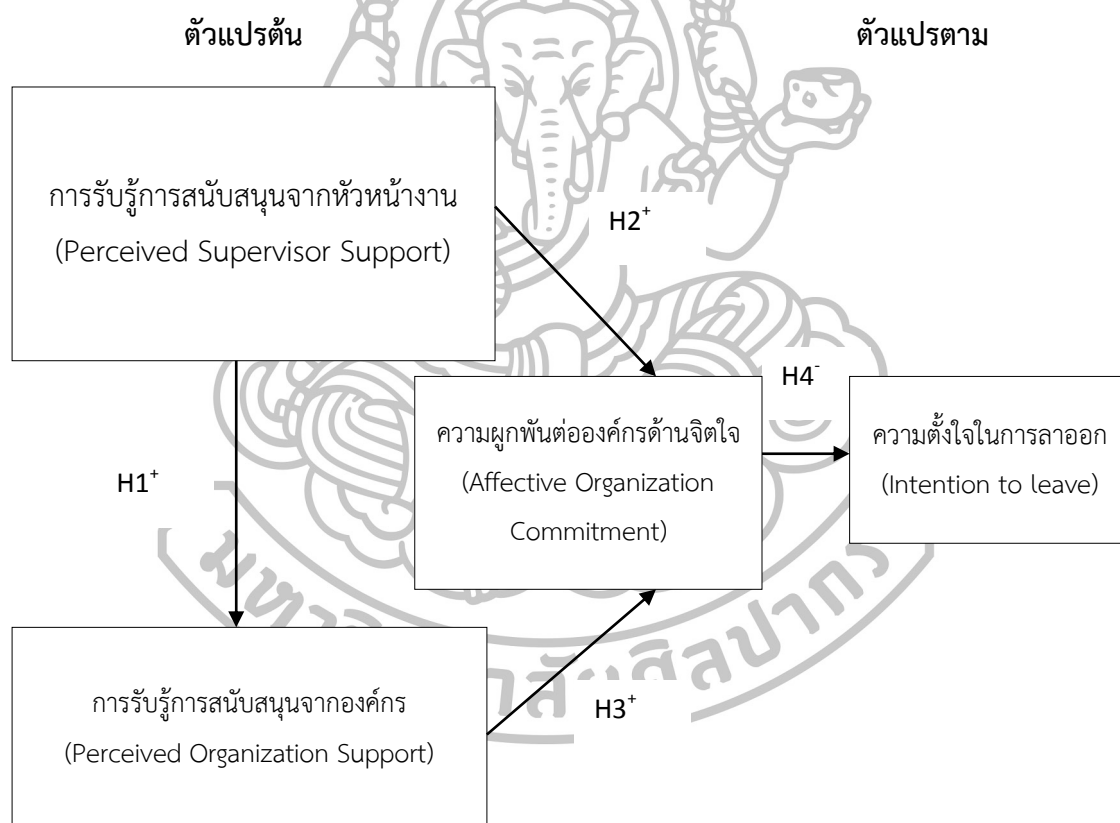 ตัวแปรต้น
ตัวแปรตาม
การรับรู้การสนับสนุนจากหัวหน้างาน
(Perceived Supervisor Support)
H2⁺
H4⁻
ความผูกพันต่อองค์กรด้านจิตใจ
(Affective Organization
Commitment)
ความตั้งใจในการลาออก
(Intention to leave)
H1⁺
การรับรู้การสนับสนุนจากองค์กร
(Perceived Organization Support)
H3⁺